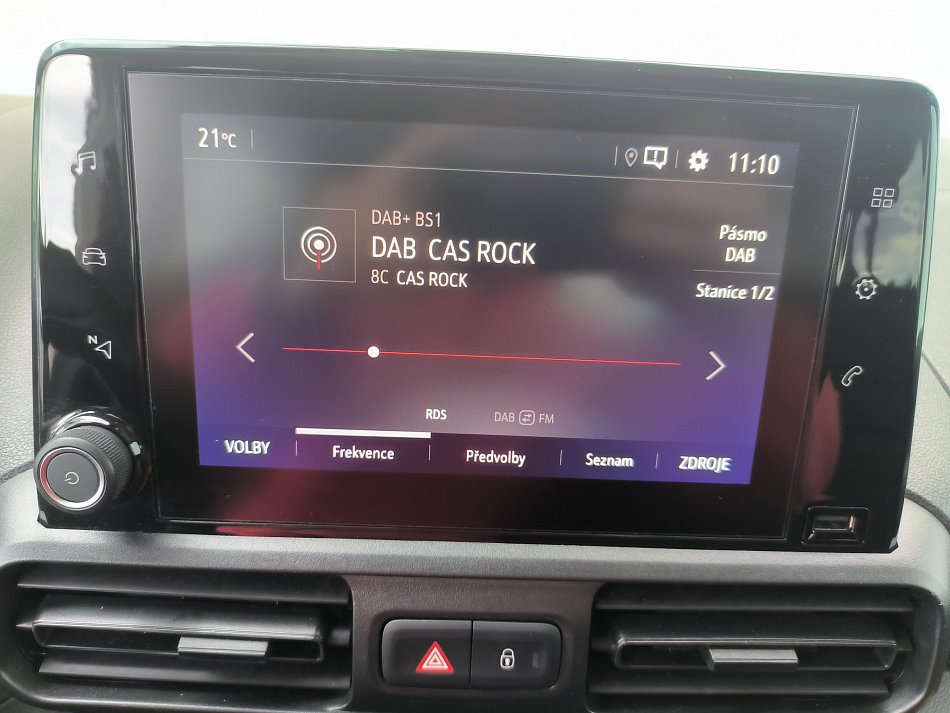 21°C
11:10
DAB+ BS1
DAB CAS ROCK
8C CAS ROCK
Pásmo
DAB
Stanice 1/2
N
RDS
DAB FM
VOLBY
Frekvence
Předvolby
Seznam
ZDROJE